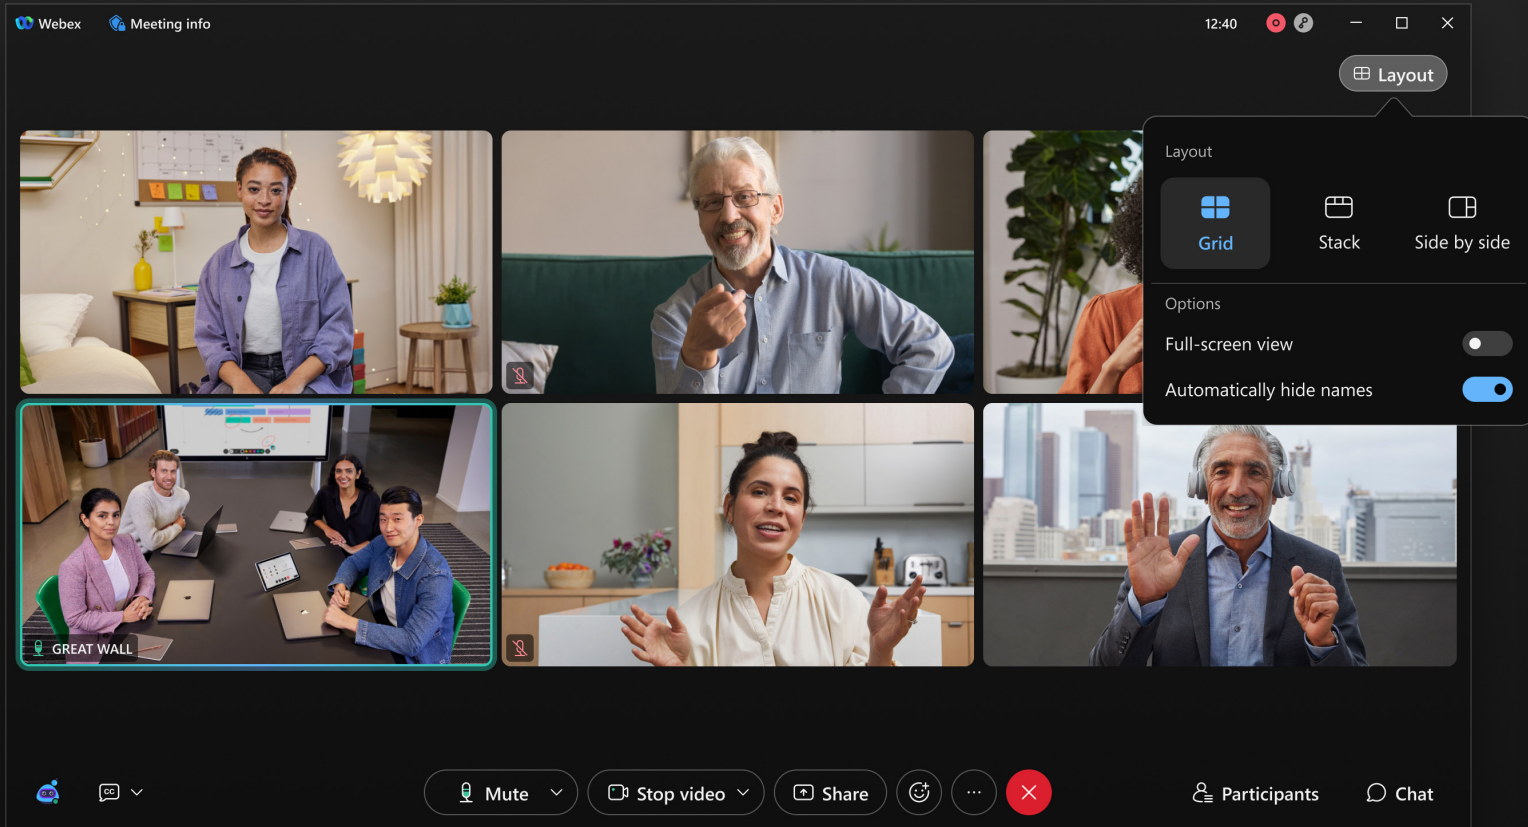 Webex
Meeting info
12:40
Layout
Layout
Grid
Stack
Side by side
Options
Full-screen view
Automatically hide names
GREAT WALL
CC
Mute
Stop video
Share
Participants
Chat